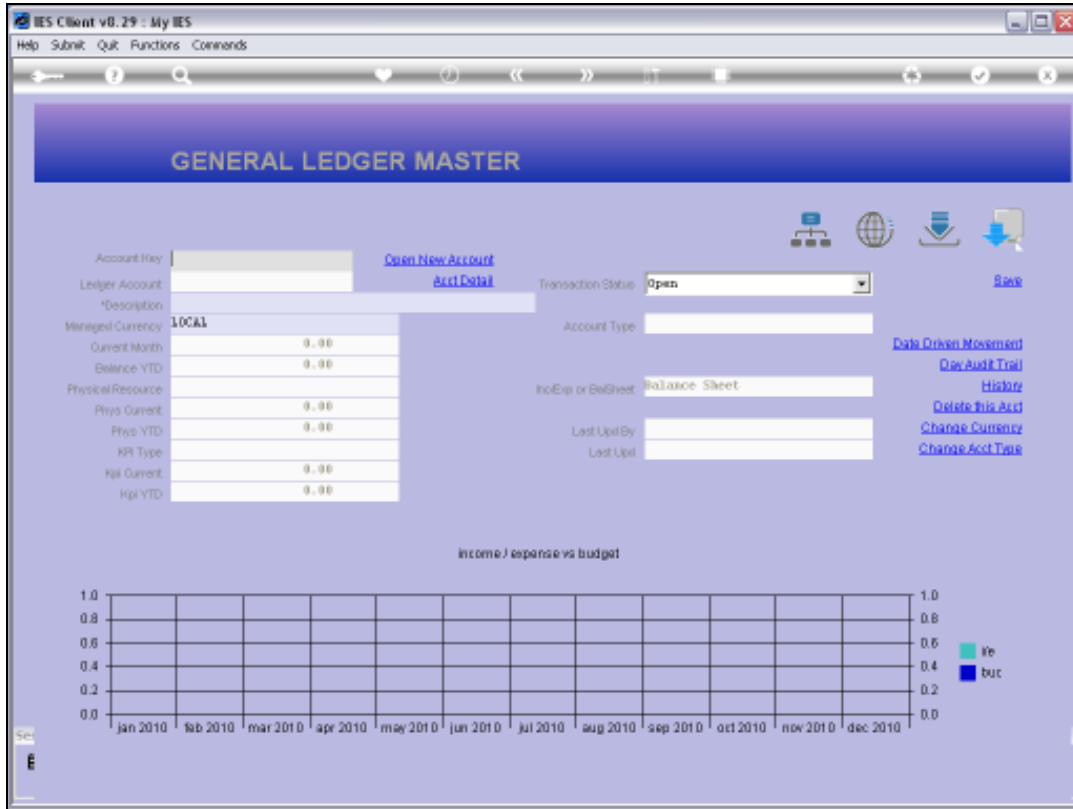 IES Client v8.29 : My IES
Help Submit Quit Functions Commands
GENERAL LEDGER MASTER
Account Key
Open New Account
Ledger Account
Acct Detail
Transaction Status Open
Save
*Description
Managed Currency LOCAL
Account Type
Current Month 0.00
Date Driven Movement
Balance YTD 0.00
Day Audit Trail
Physical Resource
Inc/Exp or BalSheet Balance Sheet
History
Phys Current 0.00
Delete this Acct
Phys YTD 0.00
Last Upd By
Change Currency
KPI Type
Last Upd
Change Acct Type
Kpi Current 0.00
Kpi YTD 0.00
income / expense vs budget
1.0 1.0
0.8 0.8
0.6 0.6
0.4 0.4
0.2 0.2
0.0 0.0
i/e
buc
jan 2010 feb 2010 mar 2010 apr 2010 may 2010 jun 2010 jul 2010 aug 2010 sep 2010 oct 2010 nov 2010 dec 2010